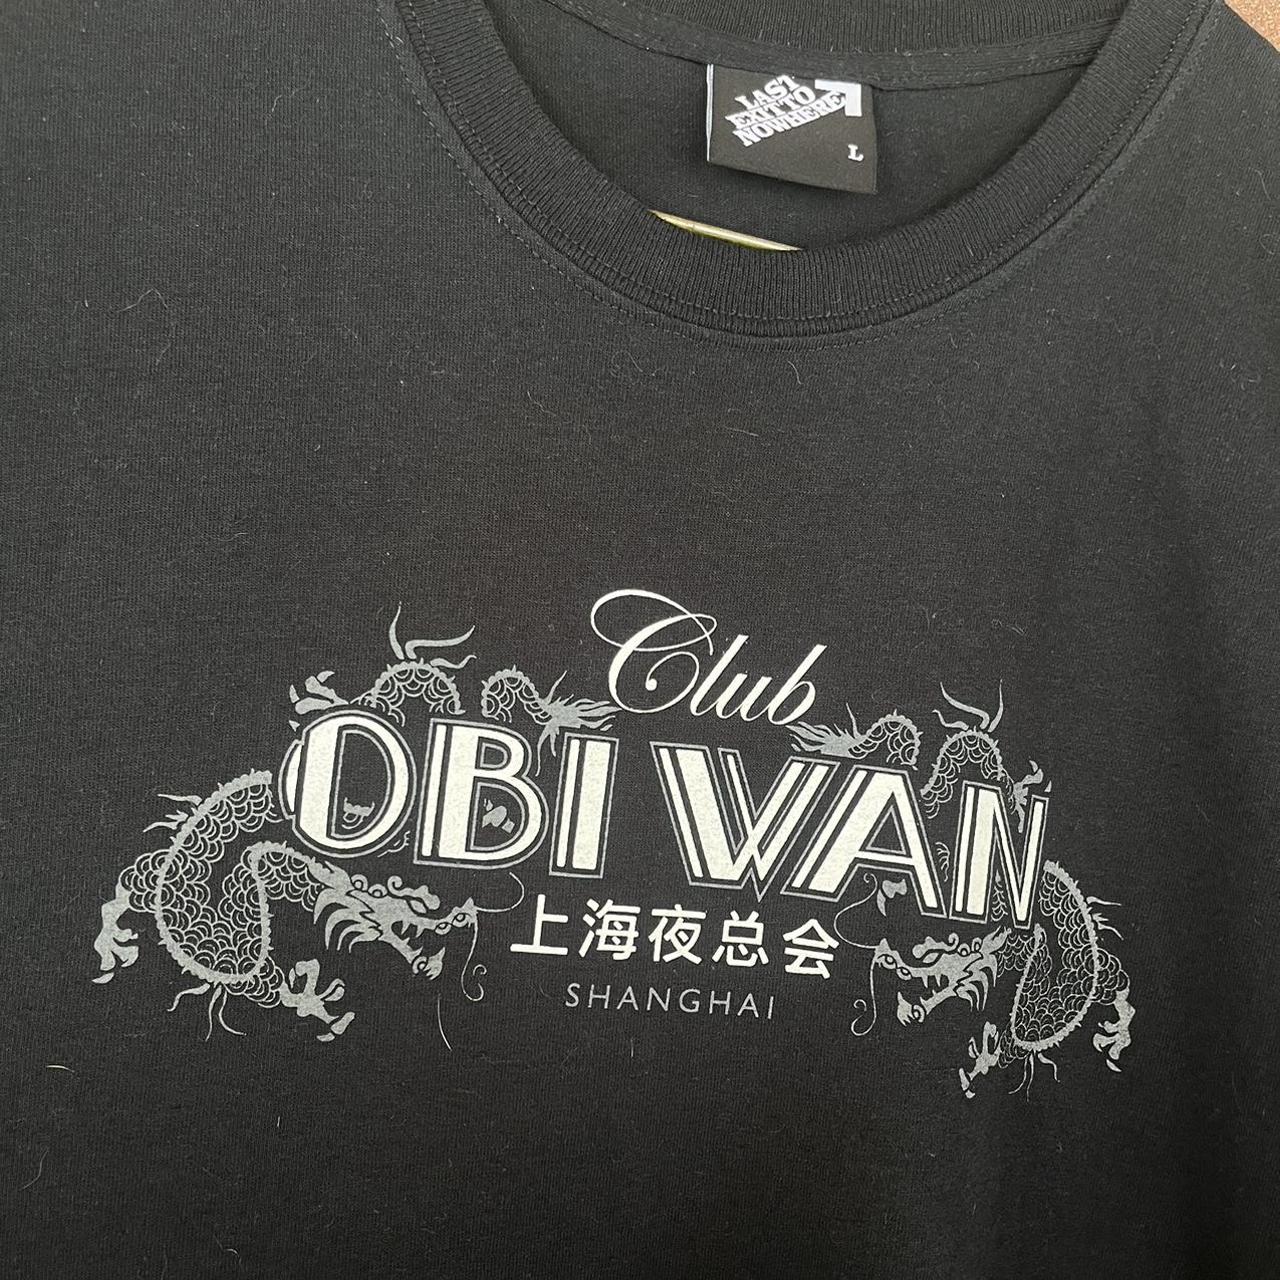 LAST
EXIT TO
NOWHERE
L
Club
OBI WAN
上海夜总会
SHANGHAI